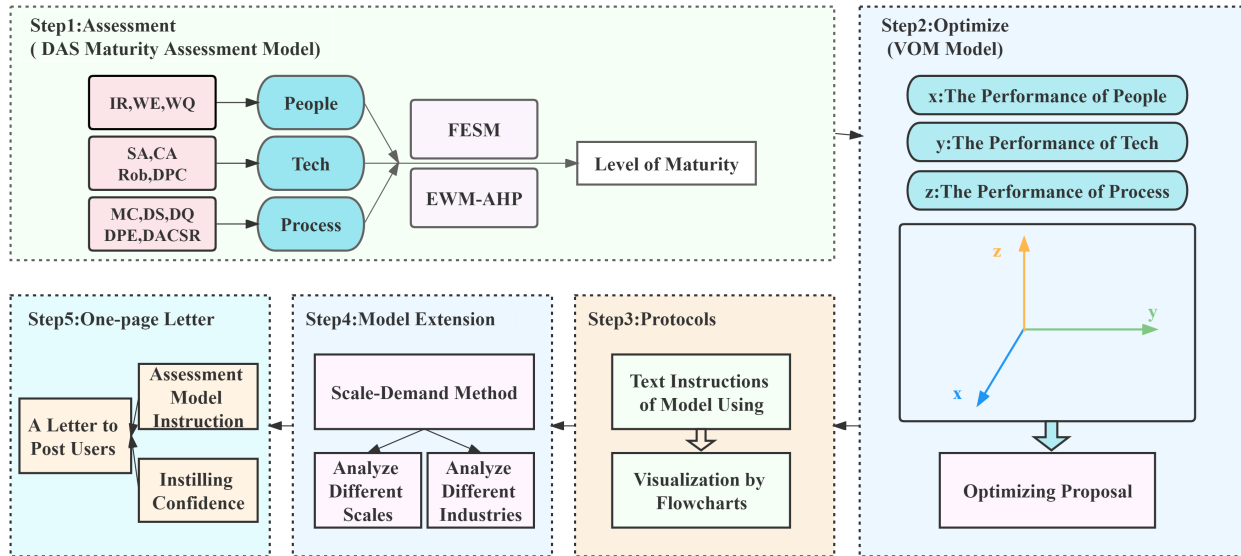 Step1:Assessment
( DAS Maturity Assessment Model)
IR,WE,WQ
People
SA,CA
Rob,DPC
Tech
MC,DS,DQ
DPE,DACSR
Process
FESM
EWM-AHP
Level of Maturity
Step2:Optimize
(VOM Model)
x:The Performance of People
y:The Performance of Tech
z:The Performance of Process
z
y
x
Optimizing Proposal
Step3:Protocols
Text Instructions
of Model Using
Visualization by
Flowcharts
Step4:Model Extension
Scale-Demand Method
Analyze
Different
Scales
Analyze
Different
Industries
Step5:One-page Letter
Assessment
Model
Instruction
A Letter to
Post Users
Instilling
Confidence